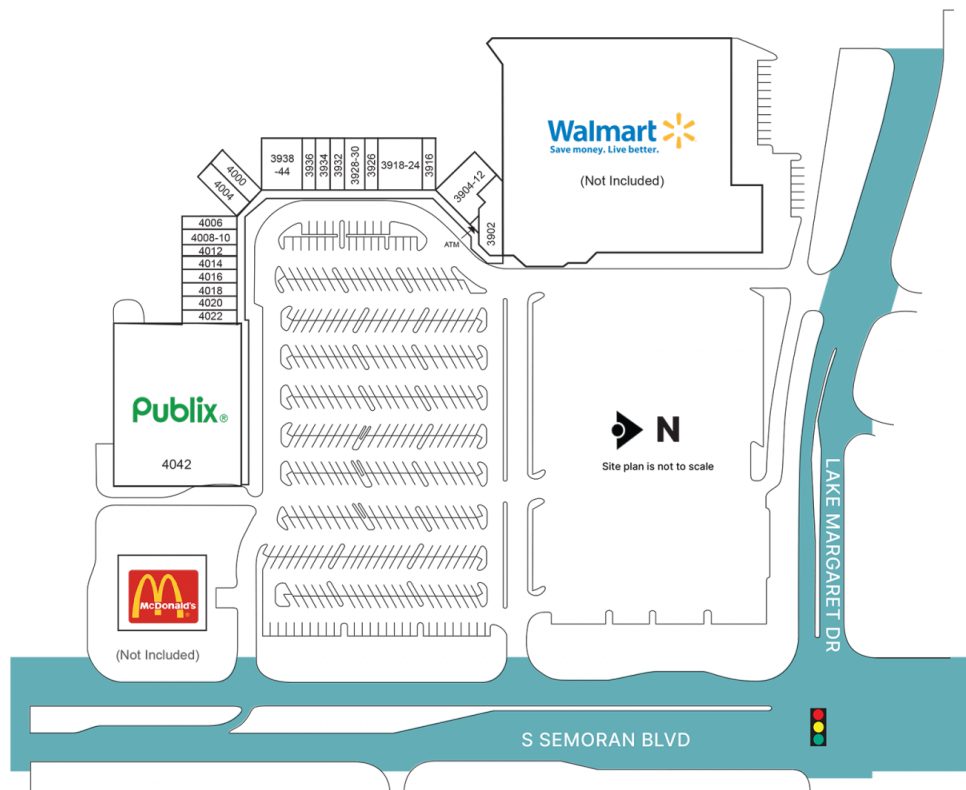 Walmart
Save money. Live better.
(Not Included)
3938
-44
3936
3934
3932
3928-30
3926
3918-24
3916
4000
4004
3904-12
3902
ATM
4006
4008-10
4012
4014
4016
4018
4020
4022
Publix®
4042
N
Site plan is not to scale
LAKE MARGARET DR
McDonald's
(Not Included)
S SEMORAN BLVD